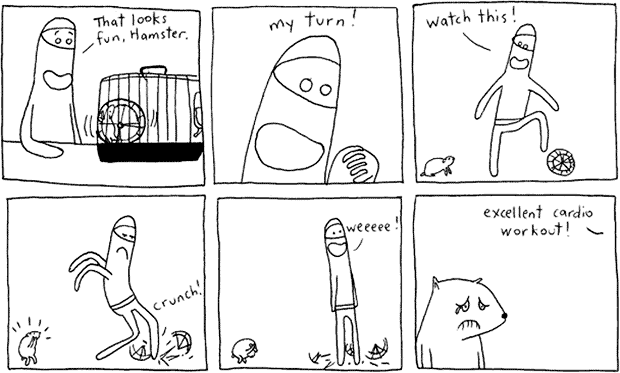 That looks
fun, Hamster.
my turn!
watch this!
crunch!
weeeee!
excellent cardio
workout!